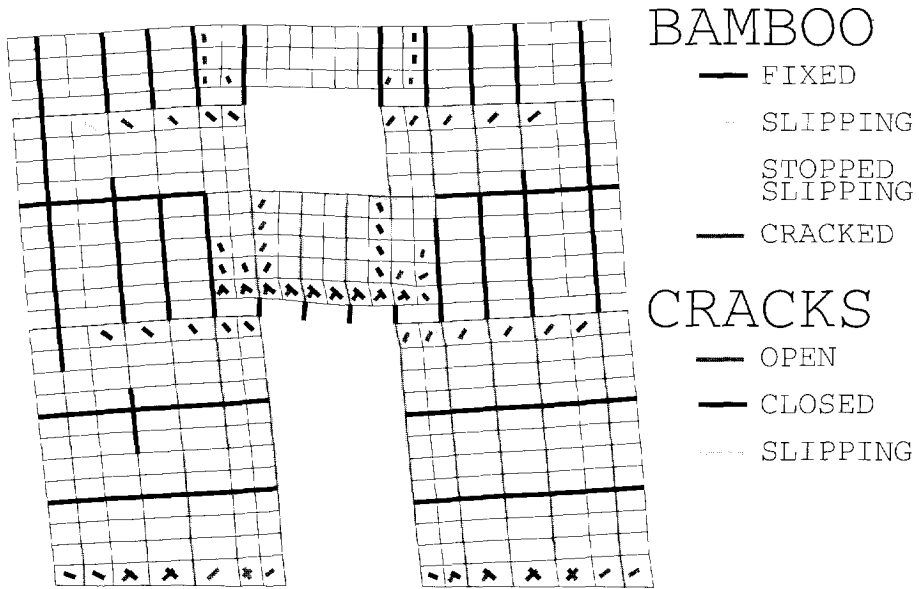 BAMBOO
FIXED
SLIPPING
STOPPED
SLIPPING
CRACKED
CRACKS
OPEN
CLOSED
SLIPPING